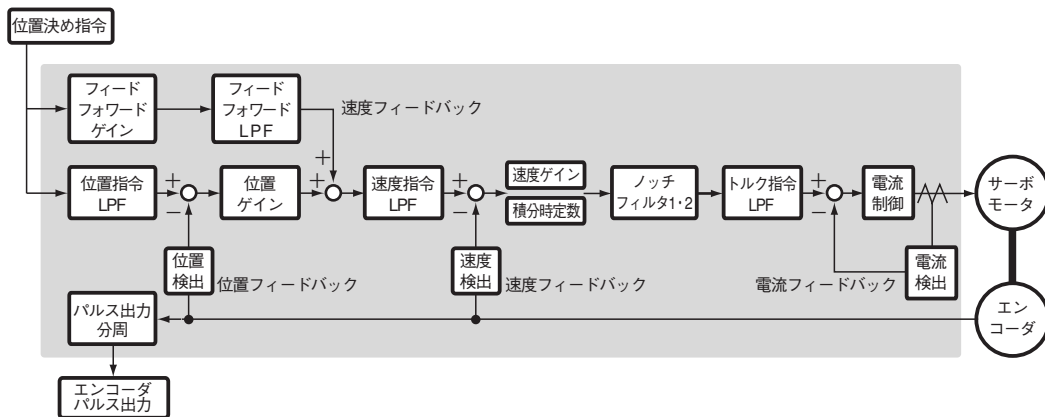 位置決め指令
フィード
フォワード
ゲイン
フィード
フォワード
LPF
速度フィードバック
+
位置指令
LPF
+
−
位置
ゲイン
+
速度指令
LPF
+
−
速度ゲイン
積分時定数
ノッチ
フィルタ1・2
トルク指令
LPF
+
−
電流
制御
サーボ
モータ
位置
検出
位置フィードバック
速度
検出
速度フィードバック
電流フィードバック
電流
検出
パルス出力
分周
エン
コーダ
エンコーダ
パルス出力